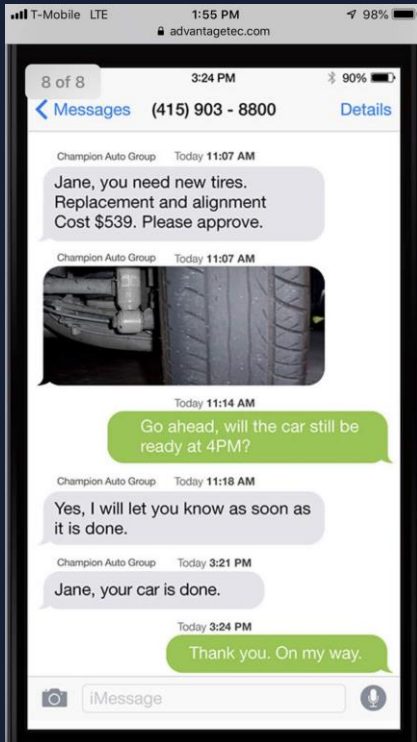 T-Mobile LTE 1:55 PM 98%
advantagetec.com
8 of 8
3:24 PM 90%
Messages (415) 903 - 8800 Details
Champion Auto Group Today 11:07 AM
Jane, you need new tires.
Replacement and alignment
Cost $539. Please approve.
Champion Auto Group Today 11:07 AM
Today 11:14 AM
Go ahead, will the car still be
ready at 4PM?
Champion Auto Group Today 11:18 AM
Yes, I will let you know as soon as
it is done.
Champion Auto Group Today 3:21 PM
Jane, your car is done.
Today 3:24 PM
Thank you. On my way.
iMessage